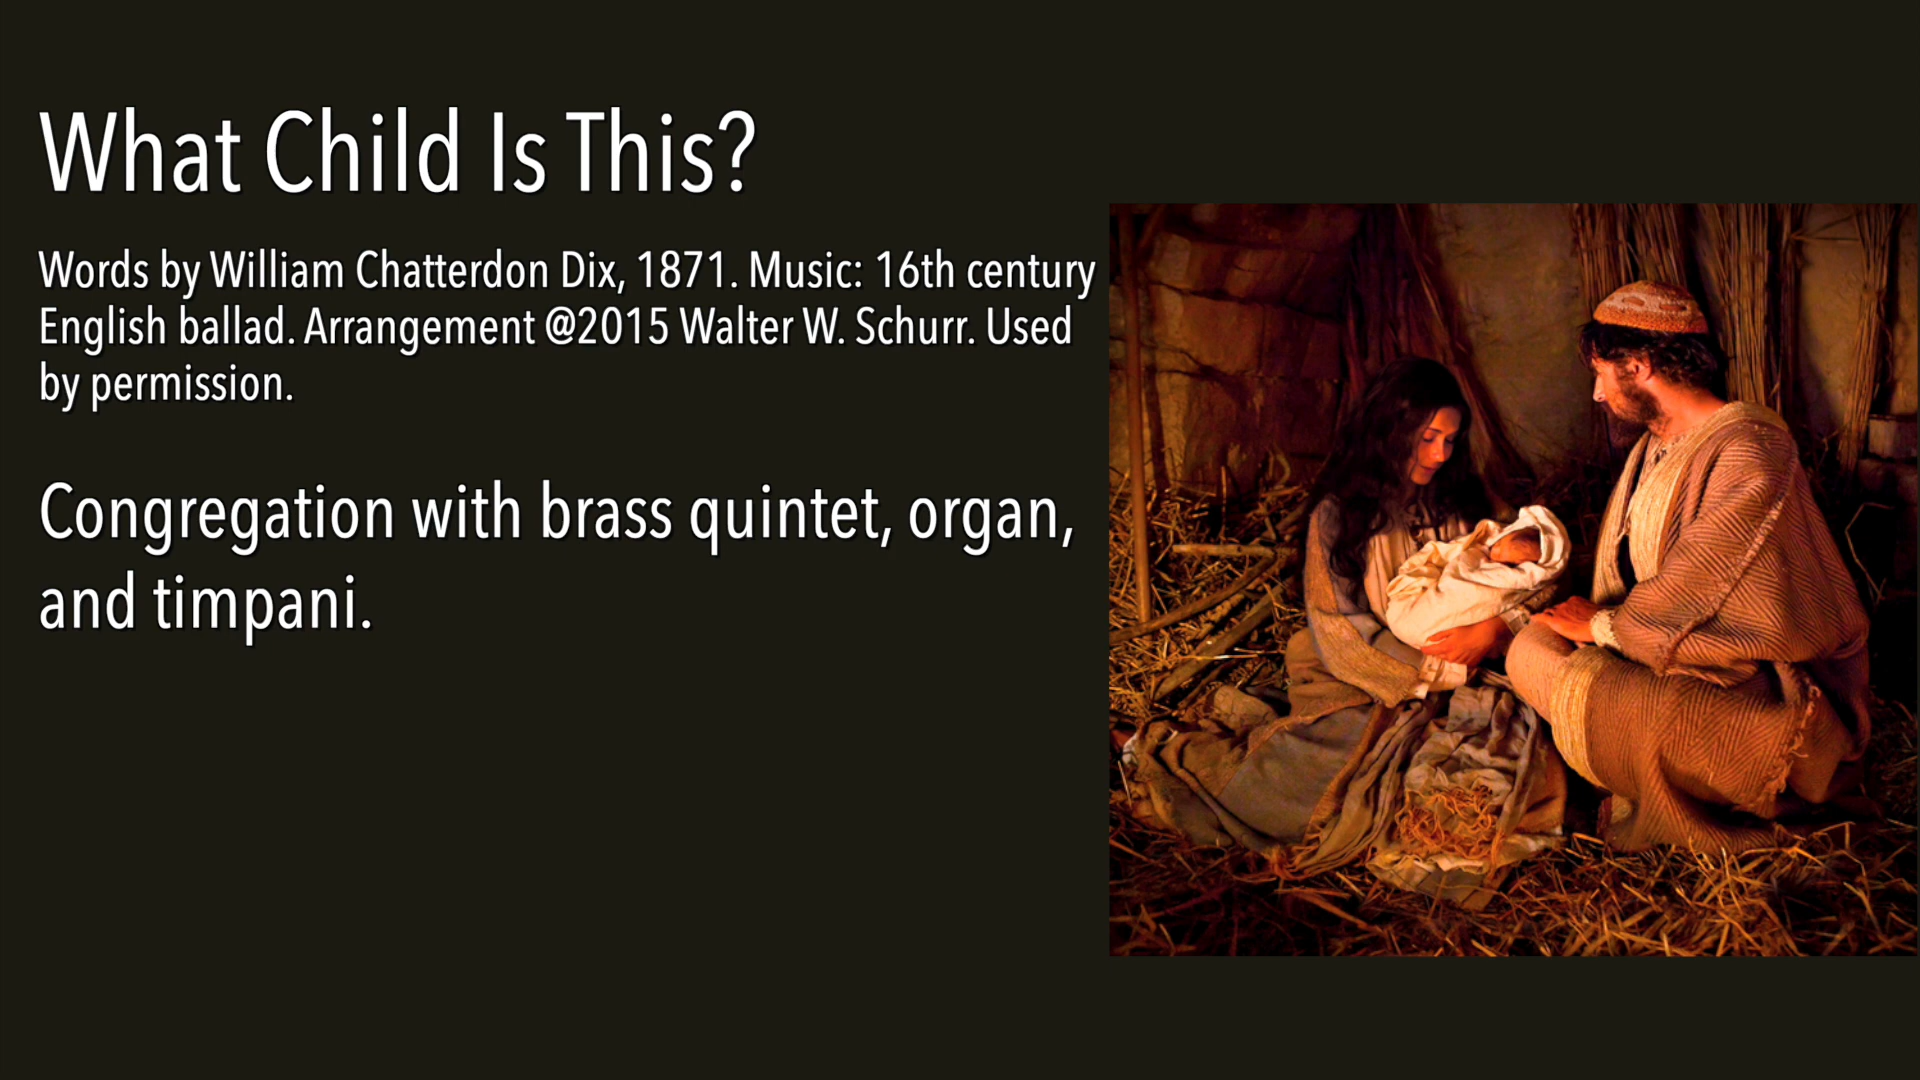 What Child Is This?
Words by William Chatterdon Dix, 1871. Music: 16th century
English ballad. Arrangement @2015 Walter W. Schurr. Used
by permission.
Congregation with brass quintet, organ,
and timpani.